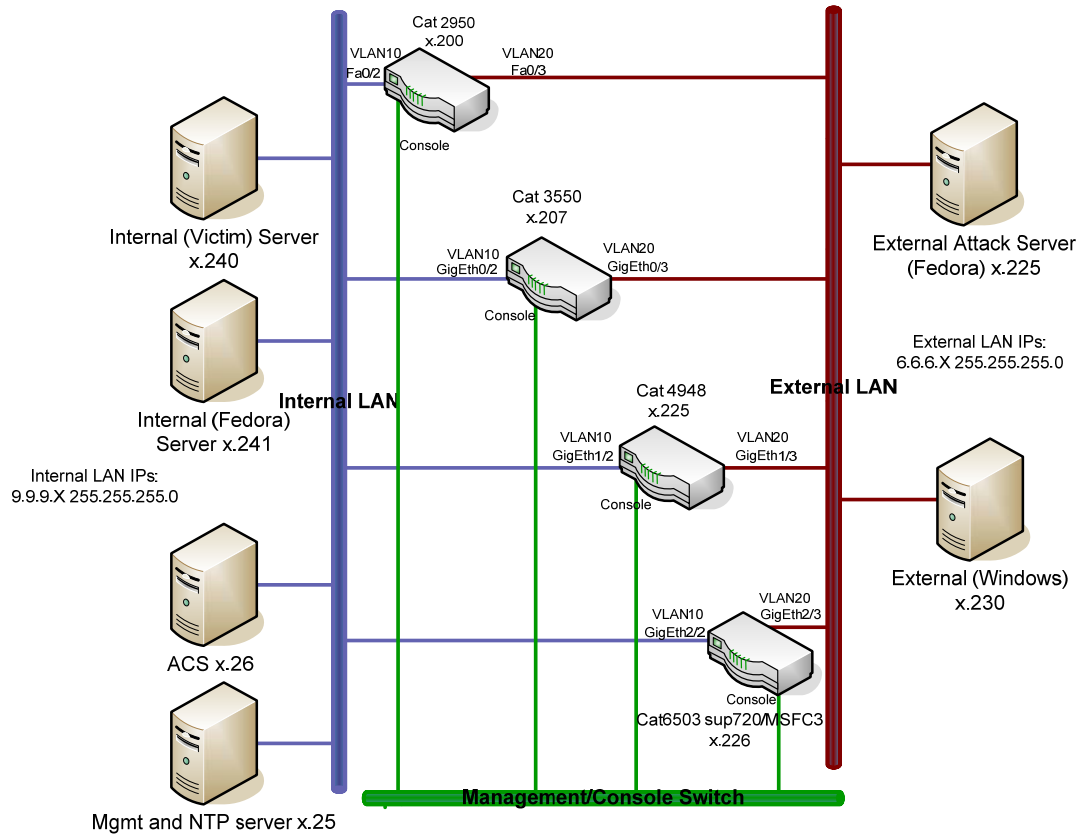 Cat 2950
x.200
VLAN10
Fa0/2
VLAN20
Fa0/3
Console
Internal (Victim) Server
x.240
External Attack Server
(Fedora) x.225
Cat 3550
x.207
VLAN10
GigEth0/2
VLAN20
GigEth0/3
Console
External LAN IPs:
6.6.6.X 255.255.255.0
Internal LAN
External LAN
Internal (Fedora)
Server x.241
Cat 4948
x.225
VLAN10
GigEth1/2
VLAN20
GigEth1/3
Console
Internal LAN IPs:
9.9.9.X 255.255.255.0
External (Windows)
x.230
VLAN10
GigEth2/2
VLAN20
GigEth2/3
Console
Cat6503 sup720/MSFC3
x.226
ACS x.26
Management/Console Switch
Mgmt and NTP server x.25